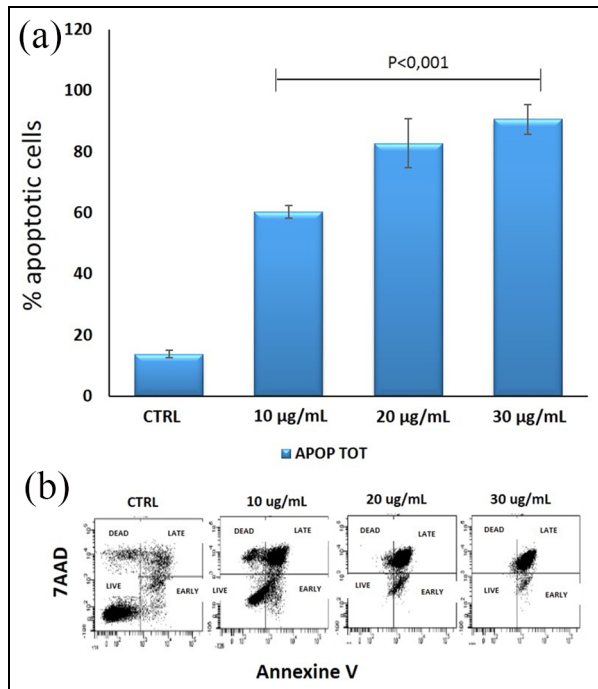 (a)
120
100
80
60
40
20
0
% apoptotic cells
P<0,001
CTRL 10 µg/mL 20 µg/mL 30 µg/mL
APOP TOT
(b)
CTRL 10 ug/mL 20 ug/mL 30 ug/mL
7AAD
DEAD LATE DEAD LATE DEAD LATE DEAD LATE
LIVE EARLY LIVE EARLY LIVE EARLY LIVE EARLY
Annexine V